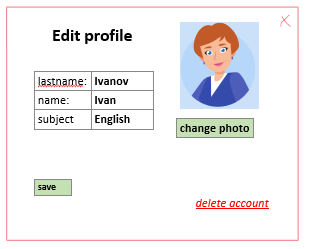 Edit profile
lastname: Ivanov
name: Ivan
subject English
change photo
save
delete account